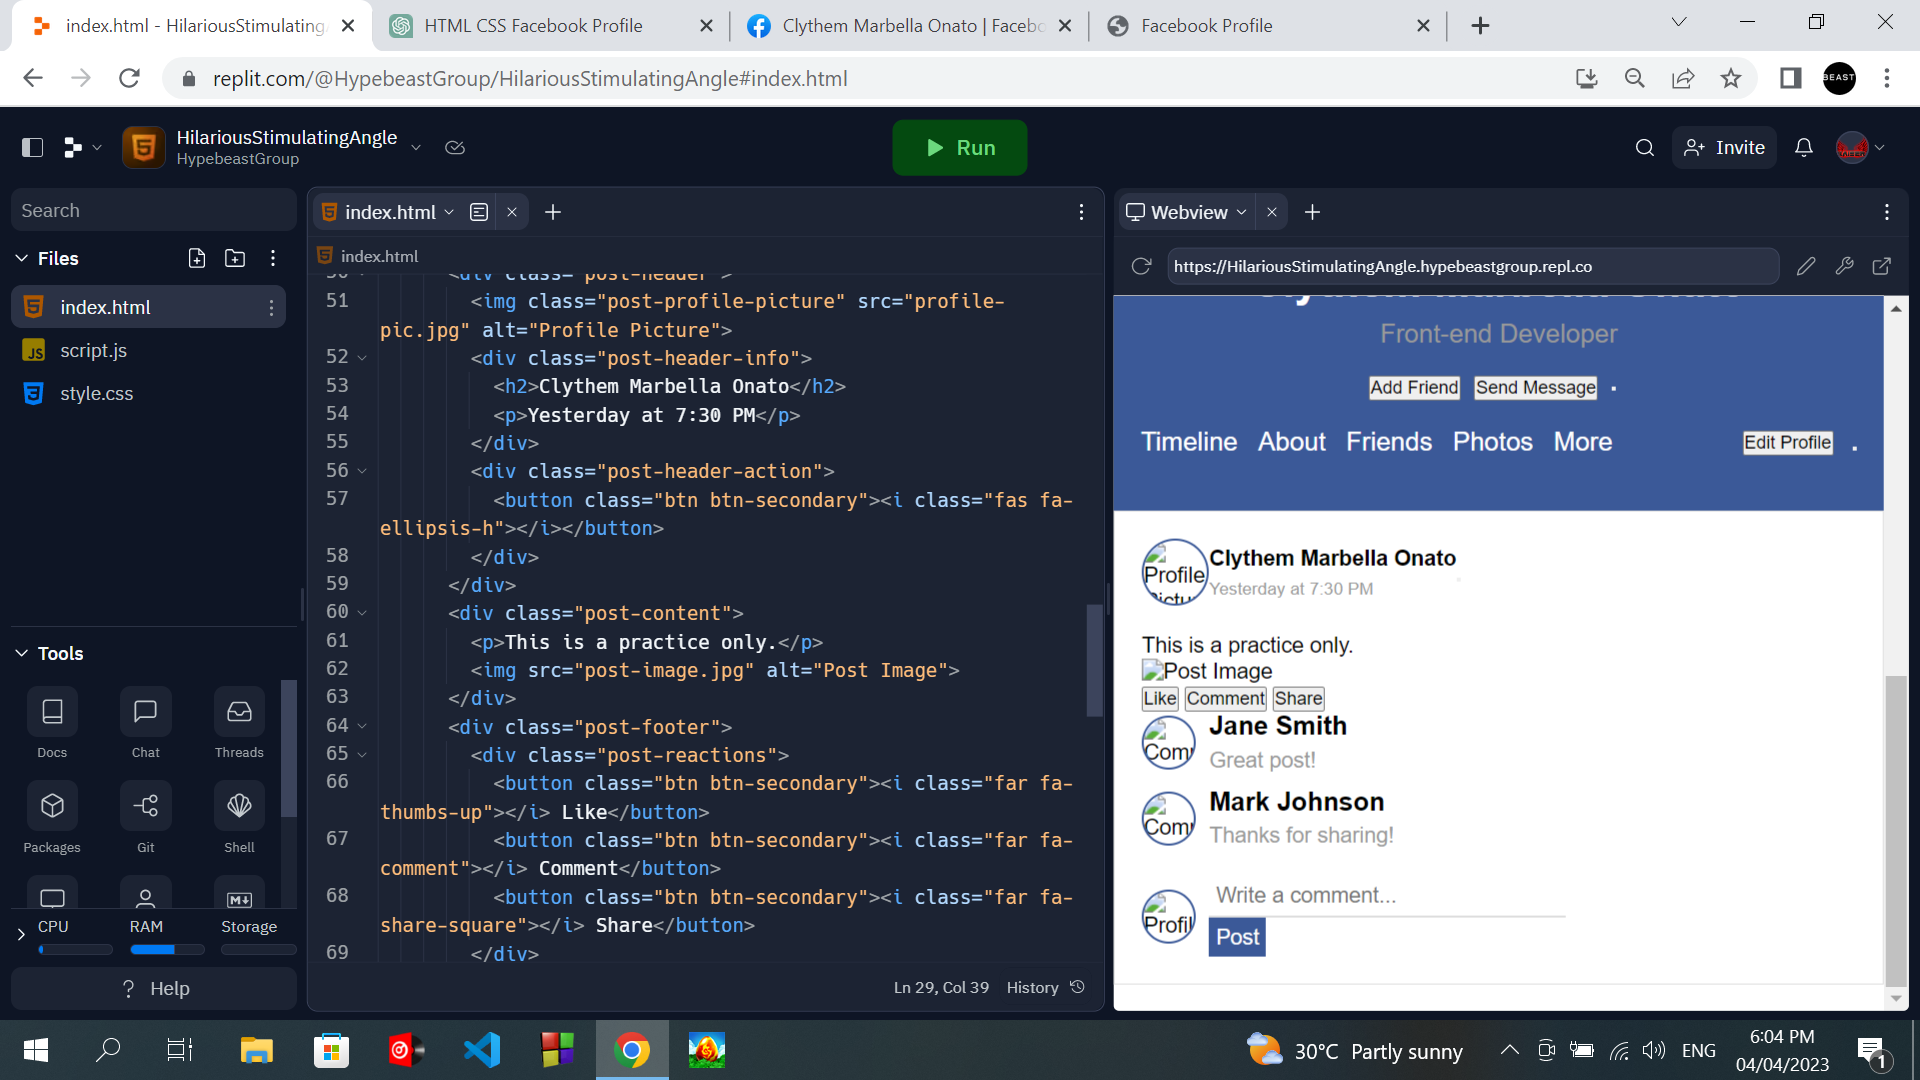 index.html - HilariousStimulating
HTML CSS Facebook Profile
Clythem Marbella Onato | Facebo
Facebook Profile
replit.com/@HypebeastGroup/HilariousStimulatingAngle#index.html
BEAST
HilariousStimulatingAngle
HypebeastGroup
Run
Invite
Search
Files
index.html
JS script.js
style.css
Tools
Docs
Chat
Threads
Packages
Git
Shell
CPU
RAM
Storage
? Help
index.html
index.html
50 <div class="post-header">
51 <img class="post-profile-picture" src="profile-
pic.jpg" alt="Profile Picture">
52 <div class="post-header-info">
53 <h2>Clythem Marbella Onato</h2>
54 <p>Yesterday at 7:30 PM</p>
55 </div>
56 <div class="post-header-action">
57 <button class="btn btn-secondary"><i class="fas fa-
ellipsis-h"></i></button>
58 </div>
59 </div>
60 <div class="post-content">
61 <p>This is a practice only.</p>
62 <img src="post-image.jpg" alt="Post Image">
63 </div>
64 <div class="post-footer">
65 <div class="post-reactions">
66 <button class="btn btn-secondary"><i class="far fa-
thumbs-up"></i> Like</button>
67 <button class="btn btn-secondary"><i class="far fa-
comment"></i> Comment</button>
68 <button class="btn btn-secondary"><i class="far fa-
share-square"></i> Share</button>
69 </div>
Ln 29, Col 39 History
Webview
https://HilariousStimulatingAngle.hypebeastgroup.repl.co
Clythem Marbella Onato
Front-end Developer
Add Friend Send Message
Timeline About Friends Photos More
Edit Profile
Profile
Pictu
Clythem Marbella Onato
Yesterday at 7:30 PM
This is a practice only.
Post Image
Like Comment Share
Com
Jane Smith
Great post!
Com
Mark Johnson
Thanks for sharing!
Profil
Write a comment...
Post
30°C Partly sunny
ENG
6:04 PM
04/04/2023
1